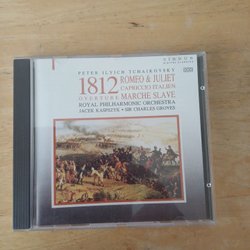 PETER ILYICH TCHAIKOVSKY
1812 ROMEO & JULIET
CAPRICCIO ITALIEN
OVERTURE MARCHE SLAVE
ROYAL PHILHARMONIC ORCHESTRA
JACEK KASPSZYK • SIR CHARLES GROVES